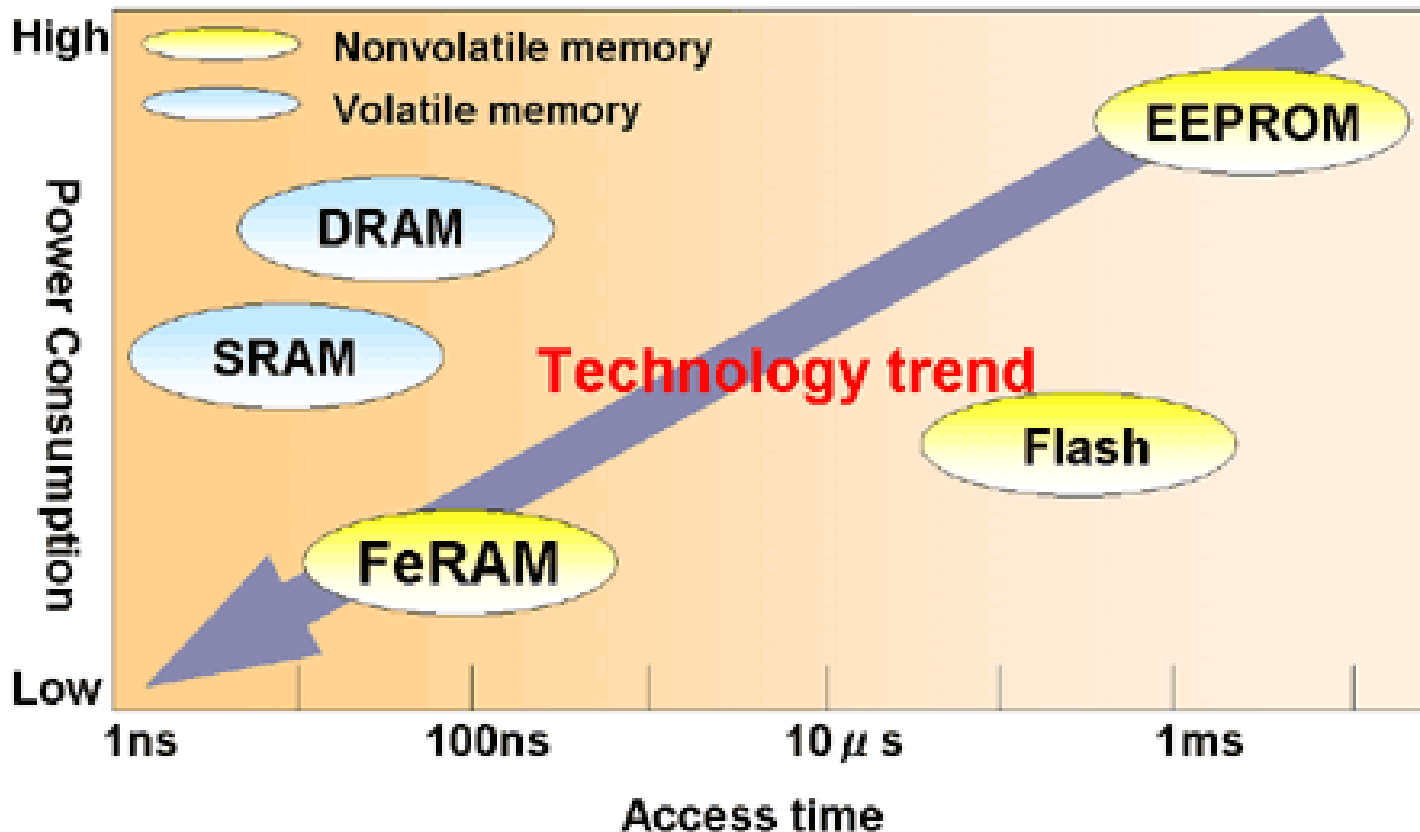 High
Nonvolatile memory
Volatile memory
EEPROM
DRAM
SRAM
Technology trend
Flash
FeRAM
Power Consumption
Low
1ns 100ns 10 μ s 1ms
Access time